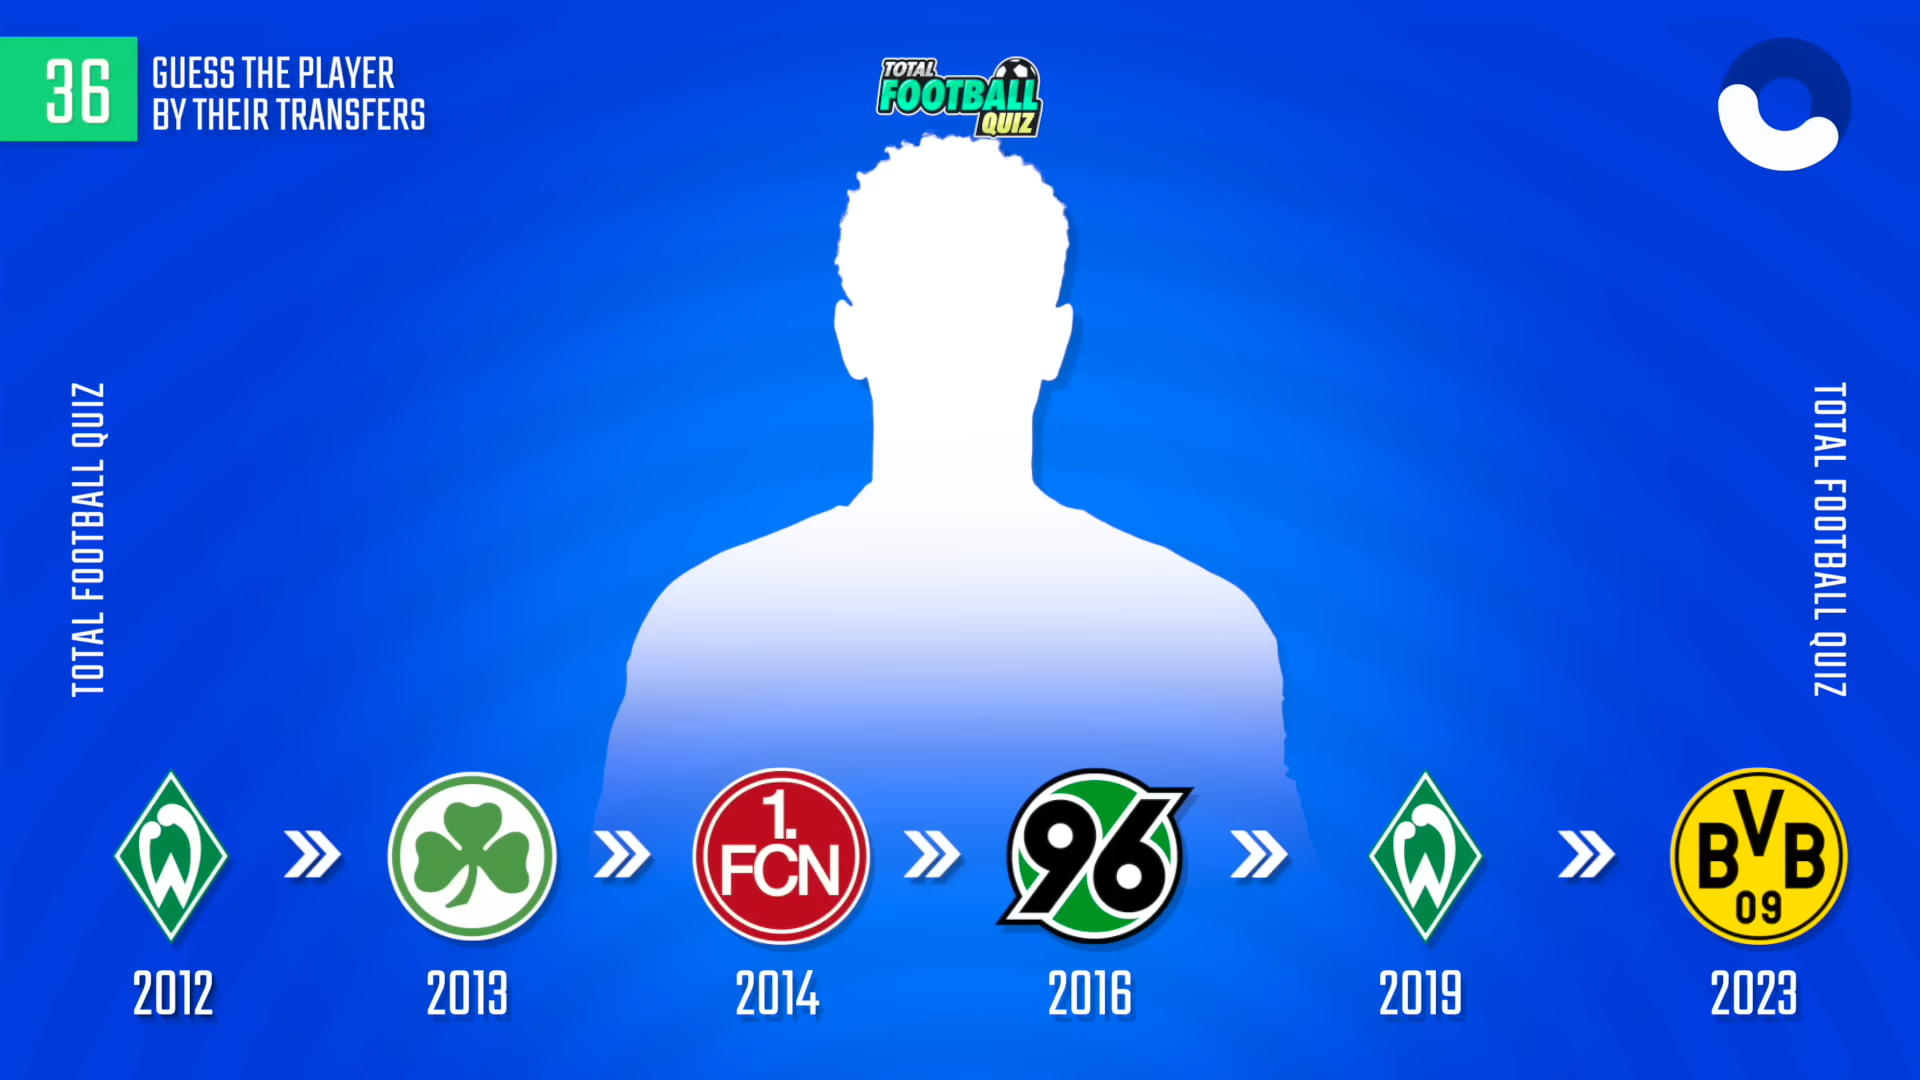 36
GUESS THE PLAYER
BY THEIR TRANSFERS
TOTAL
FOOTBALL
QUIZ
TOTAL FOOTBALL QUIZ
TOTAL FOOTBALL QUIZ
W
1.
FCN
96
W
BVB
09
2012
2013
2014
2016
2019
2023